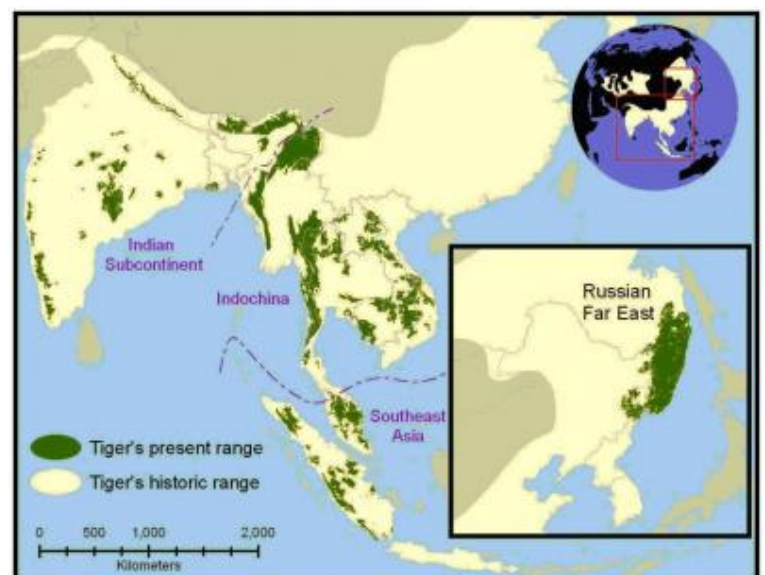 Indian
Subcontinent
Indochina
Russian
Far East
Southeast
Asia
Tiger's present range
Tiger's historic range
0 500 1,000 2,000
Kilometers